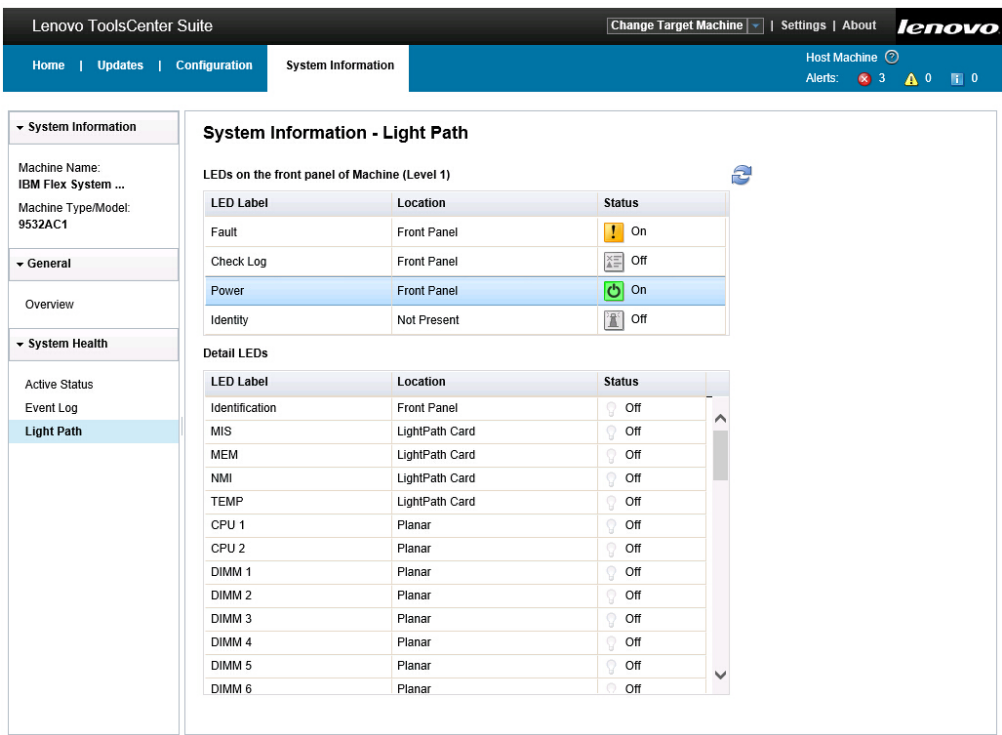 Lenovo ToolsCenter Suite
Change Target Machine | Settings | About
lenovo
Home | Updates | Configuration
System Information
Host Machine ?
Alerts: 3 0 0
System Information
Machine Name:
IBM Flex System ...
Machine Type/Model:
9532AC1
General
Overview
System Health
Active Status
Event Log
Light Path
System Information - Light Path
LEDs on the front panel of Machine (Level 1)
LED Label Location Status
Fault Front Panel On
Check Log Front Panel Off
Power Front Panel On
Identity Not Present Off
Detail LEDs
LED Label Location Status
Identification Front Panel Off
MIS LightPath Card Off
MEM LightPath Card Off
NMI LightPath Card Off
TEMP LightPath Card Off
CPU 1 Planar Off
CPU 2 Planar Off
DIMM 1 Planar Off
DIMM 2 Planar Off
DIMM 3 Planar Off
DIMM 4 Planar Off
DIMM 5 Planar Off
DIMM 6 Planar Off